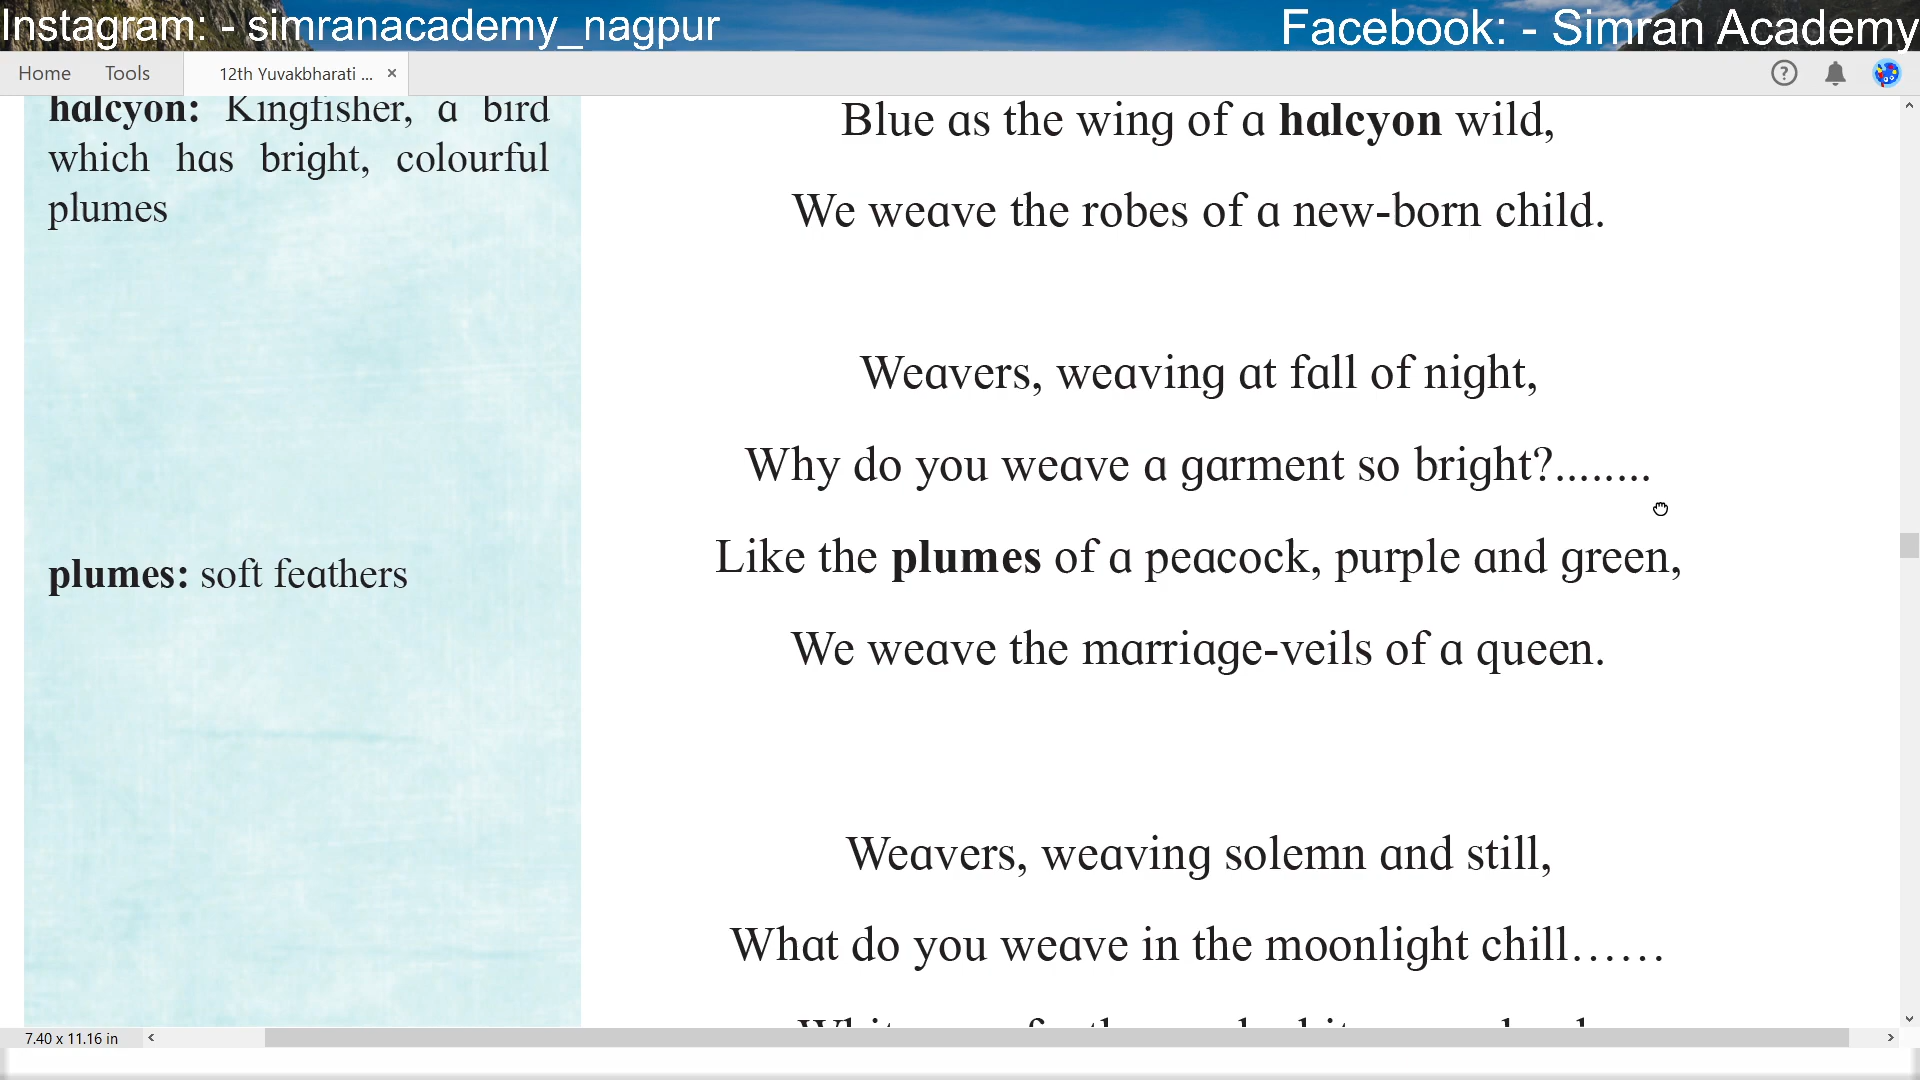 Instagram: - simranacademy_nagpur
Facebook: - Simran Academy
Home
Tools
12th Yuvakbharati ...
halcyon: Kingfisher, a bird
which has bright, colourful
plumes
Blue as the wing of a halcyon wild,
We weave the robes of a new-born child.
Weavers, weaving at fall of night,
Why do you weave a garment so bright?........
plumes: soft feathers
Like the plumes of a peacock, purple and green,
We weave the marriage-veils of a queen.
Weavers, weaving solemn and still,
What do you weave in the moonlight chill......
7.40 x 11.16 in